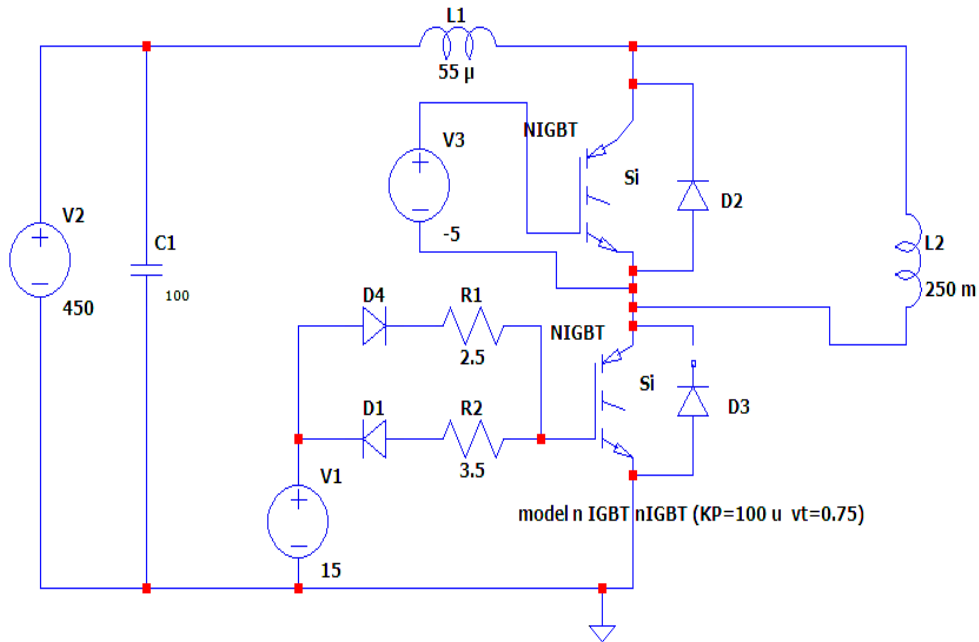 L1
55 µ
V3
NIGBT
Si
D2
-5
V2
450
C1
100
L2
250 m
D4
R1
2.5
NIGBT
Si
D3
D1
R2
3.5
V1
15
model n IGBT nIGBT (KP=100 u vt=0.75)